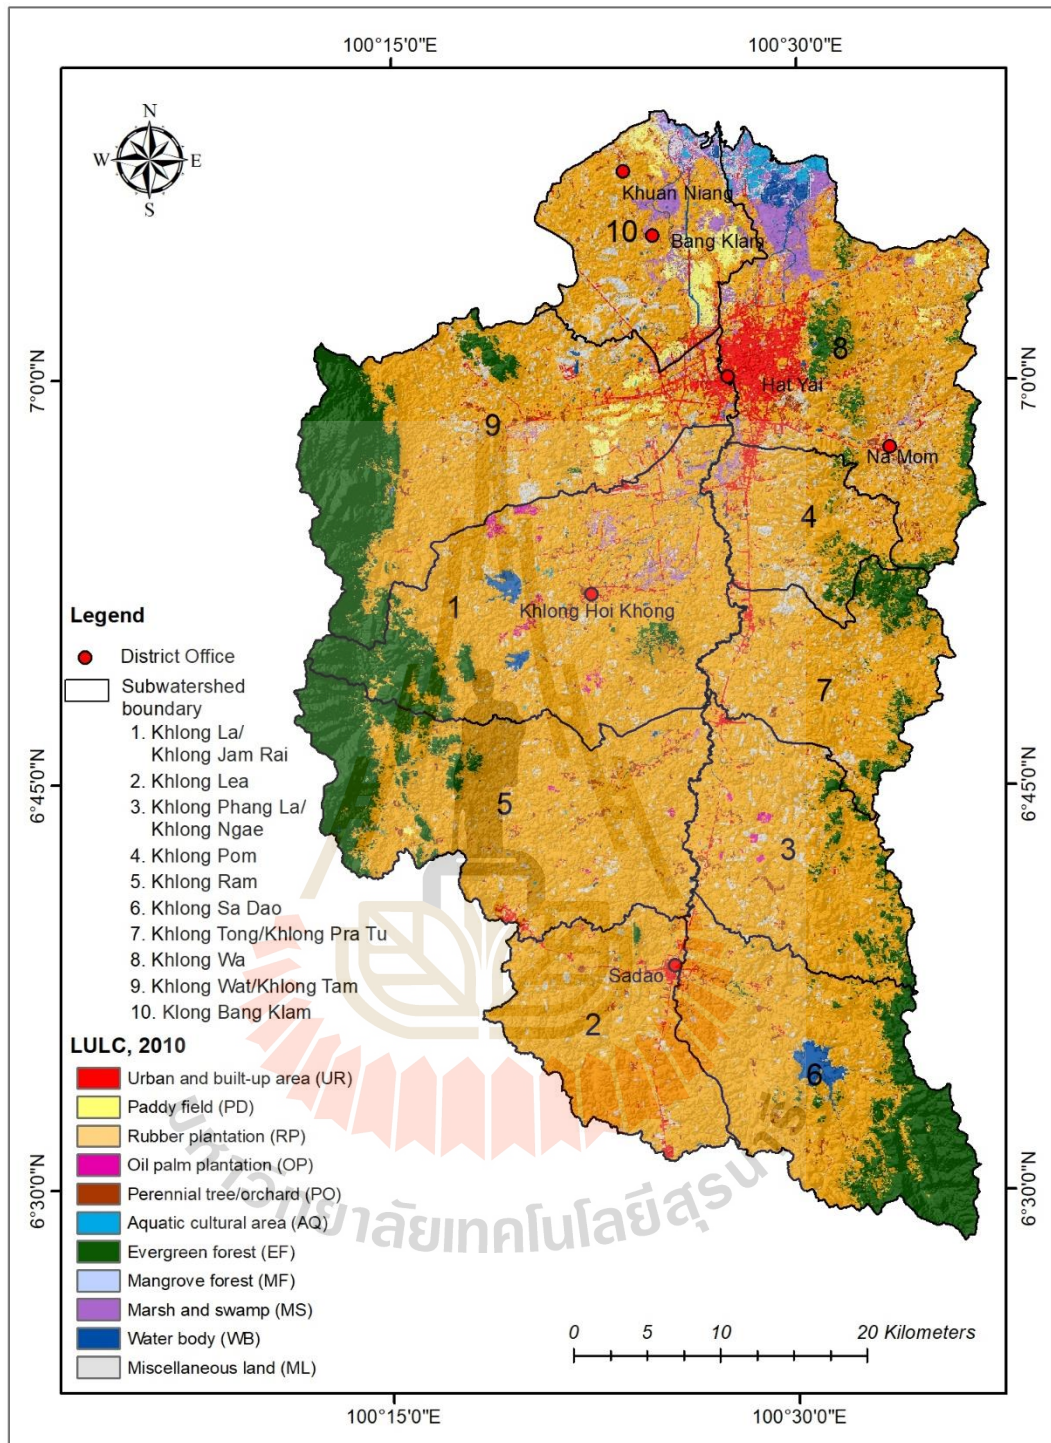 100°15'0"E
100°30'0"E
N
W
E
S
Khuan Niang
10
Bang Klam
8
7°0'0"N
7°0'0"N
Hat Yai
9
Na Mom
4
1
Khlong Hoi Khong
7
6°45'0"N
6°45'0"N
5
3
Sadao
2
6
6°30'0"N
6°30'0"N
Legend
District Office
Subwatershed
boundary
1. Khlong La/
Khlong Jam Rai
2. Khlong Lea
3. Khlong Phang La/
Khlong Ngae
4. Khlong Pom
5. Khlong Ram
6. Khlong Sa Dao
7. Khlong Tong/Khlong Pra Tu
8. Khlong Wa
9. Khlong Wat/Khlong Tam
10. Klong Bang Klam
LULC, 2010
Urban and built-up area (UR)
Paddy field (PD)
Rubber plantation (RP)
Oil palm plantation (OP)
Perennial tree/orchard (PO)
Aquatic cultural area (AQ)
Evergreen forest (EF)
Mangrove forest (MF)
Marsh and swamp (MS)
Water body (WB)
Miscellaneous land (ML)
มหาวิทยาลัยเทคโนโลยีสุรนารี
0 5 10 20 Kilometers
100°15'0"E
100°30'0"E